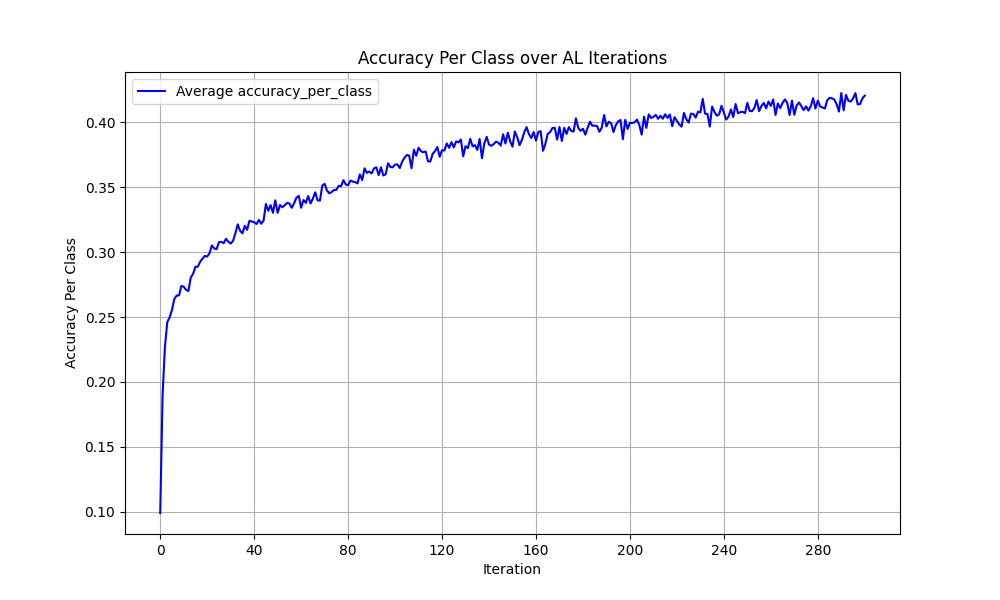 Accuracy Per Class over AL Iterations
Average accuracy_per_class
Accuracy Per Class
0.40
0.35
0.30
0.25
0.20
0.15
0.10
0 40 80 120 160 200 240 280
Iteration